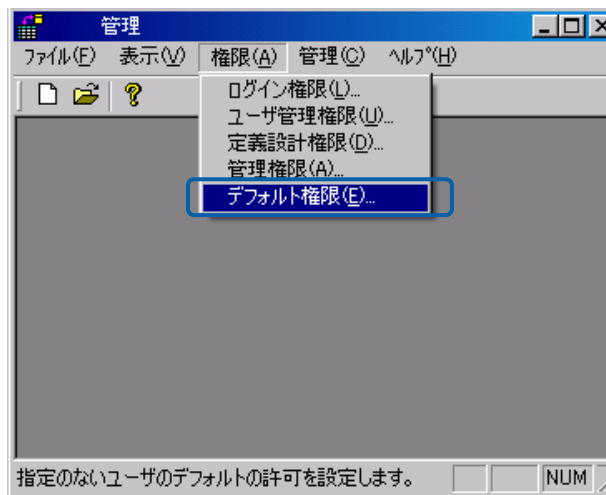 管理
ファイル(F) 表示(V) 権限(A) 管理(C) ヘルプ(H)
ログイン権限(L)...
ユーザ管理権限(U)...
定義設計権限(D)...
管理権限(A)...
デフォルト権限(E)...
指定のないユーザのデフォルトの許可を設定します。 NUM